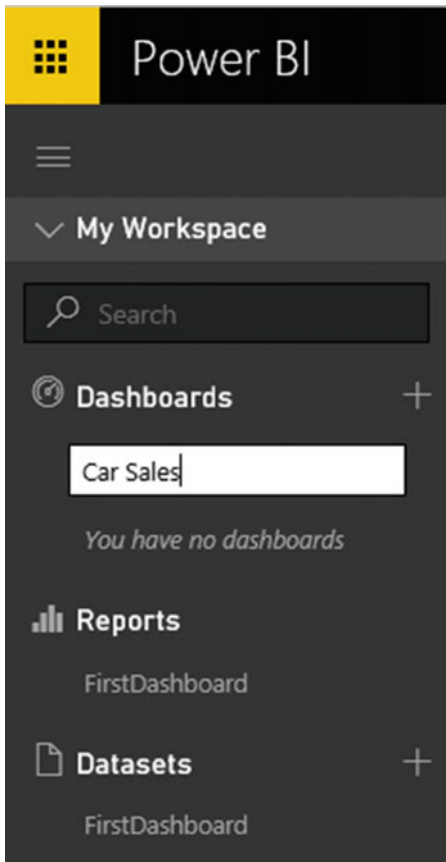 Power BI
My Workspace
Search
Dashboards
Car Sales
You have no dashboards
Reports
FirstDashboard
Datasets
FirstDashboard